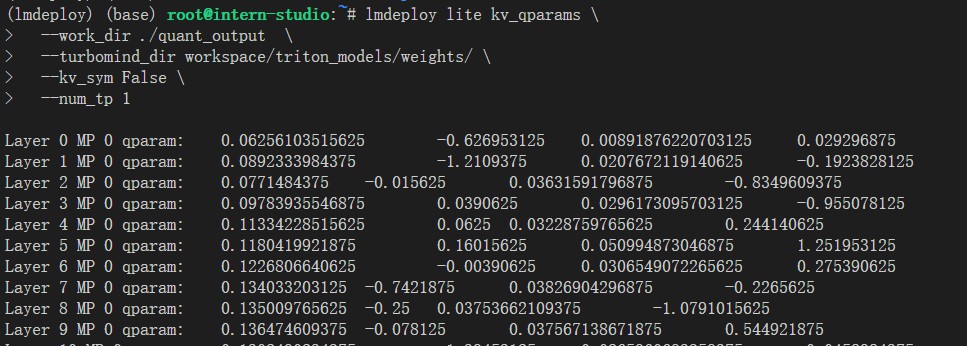 (lmdeploy) (base) root@intern-studio:~# lmdeploy lite kv_qparams \
>   --work_dir ./quant_output  \
>   --turbomind_dir workspace/triton_models/weights/ \
>   --kv_sym False \
>   --num_tp 1
Layer 0 MP 0 qparam: 0.06256103515625 -0.626953125 0.00891876220703125 0.029296875
Layer 1 MP 0 qparam: 0.0892333984375 -1.2109375 0.0207672119140625 -0.1923828125
Layer 2 MP 0 qparam: 0.0771484375 -0.015625 0.03631591796875 -0.8349609375
Layer 3 MP 0 qparam: 0.09783935546875 0.0390625 0.0296173095703125 -0.955078125
Layer 4 MP 0 qparam: 0.11334228515625 0.0625 0.03228759765625 0.244140625
Layer 5 MP 0 qparam: 0.1180419921875 0.16015625 0.050994873046875 1.251953125
Layer 6 MP 0 qparam: 0.1226806640625 -0.00390625 0.0306549072265625 0.275390625
Layer 7 MP 0 qparam: 0.134033203125 -0.7421875 0.03826904296875 -0.2265625
Layer 8 MP 0 qparam: 0.135009765625 -0.25 0.03753662109375 -1.0791015625
Layer 9 MP 0 qparam: 0.136474609375 -0.078125 0.037567138671875 0.544921875